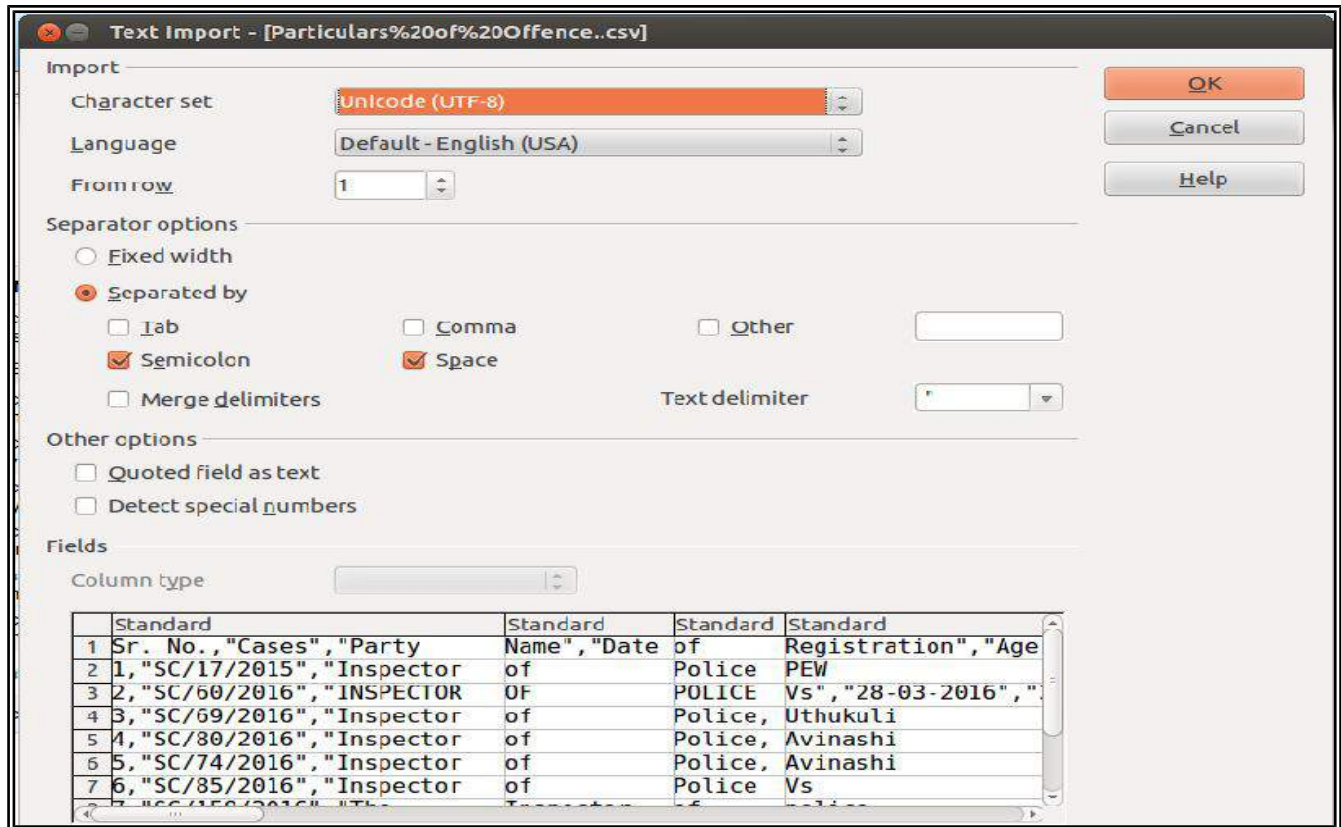 Text Import - [Particulars%20of%20Offence..csv]
Import
Character set Unicode (UTF-8)
Language Default - English (USA)
From row 1
OK
Cancel
Help
Separator options
Fixed width
Separated by
Tab Comma Other
Semicolon Space
Merge delimiters Text delimiter "
Other options
Quoted field as text
Detect special numbers
Fields
Column type
Standard Standard Standard Standard
1 Sr. No.,"Cases","Party Name","Date of Registration","Age
2 1,"SC/17/2015","Inspector of Police PEW
3 2,"SC/60/2016","INSPECTOR OF POLICE Vs","28-03-2016","
4 3,"SC/69/2016","Inspector of Police, Uthukuli
5 4,"SC/80/2016","Inspector of Police, Avinashi
6 5,"SC/74/2016","Inspector of Police, Avinashi
7 6,"SC/85/2016","Inspector of Police Vs